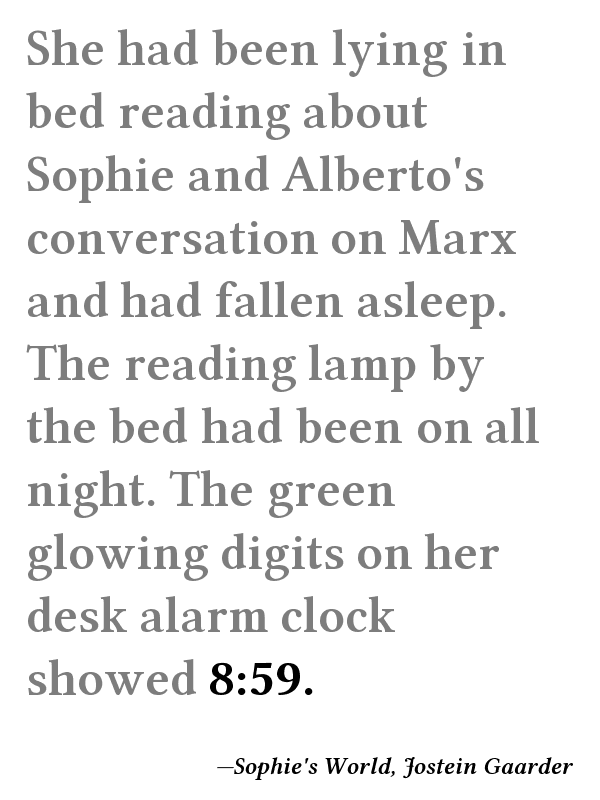 She had been lying in
bed reading about
Sophie and Alberto's
conversation on Marx
and had fallen asleep.
The reading lamp by
the bed had been on all
night. The green
glowing digits on her
desk alarm clock
showed 8:59.
—Sophie's World, Jostein Gaarder